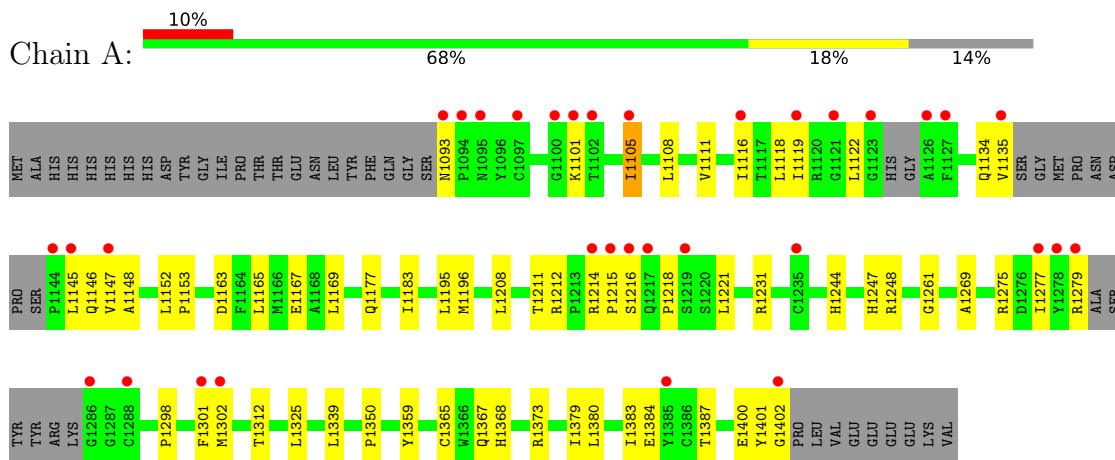 10%
Chain A:
68% 18% 14%
MET ALA HIS HIS HIS HIS HIS HIS ASP TYR GLY ILE PRO THR THR GLU ASN LEU TYR PHE GLN GLY SER N1093 P1094 N1095 Y1096 C1097 G1100 K1101 T1102 I1105 L1108 V1111 I1116 T1117 L1118 I1119 R1120 G1121 L1122 G1123 HIS GLY A1126 F1127 Q1134 V1135 SER GLY MET PRO ASN ASP
PRO SER P1144 L1145 Q1146 V1147 A1148 L1152 P1153 D1163 F1164 L1165 M1166 E1167 A1168 L1169 Q1177 I1183 L1195 M1196 L1208 T1211 R1212 P1213 R1214 P1215 S1216 Q1217 P1218 S1219 S1220 L1221 R1231 C1235 H1244 H1247 R1248 G1261 A1269 R1275 D1276 I1277 Y1278 R1279 ALA SER
TYR TYR ARG LYS G1286 G1287 C1288 P1298 F1301 M1302 T1312 L1325 L1339 P1350 Y1359 C1365 W1366 Q1367 H1368 R1373 I1379 L1380 I1383 E1384 Y1385 C1386 T1387 E1400 Y1401 G1402 PRO LEU VAL GLU GLU GLU GLU LYS VAL